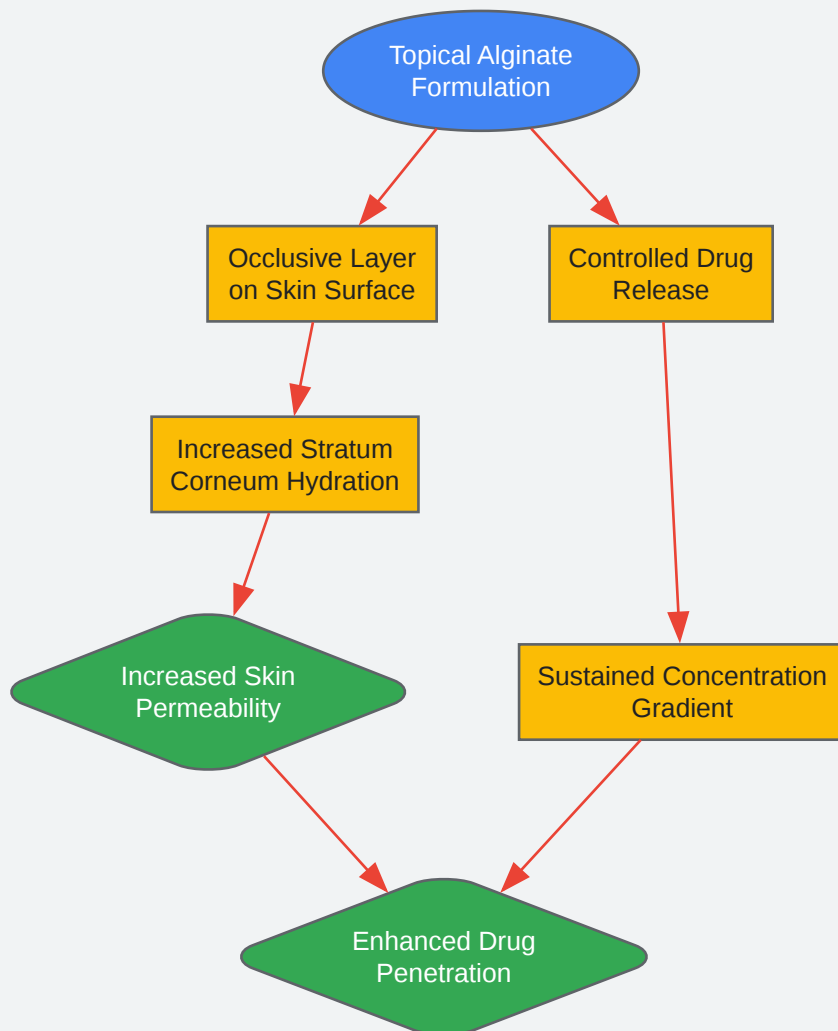 Topical Alginate
Formulation
Occlusive Layer
on Skin Surface
Controlled Drug
Release
Increased Stratum
Corneum Hydration
Increased Skin
Permeability
Sustained Concentration
Gradient
Enhanced Drug
Penetration